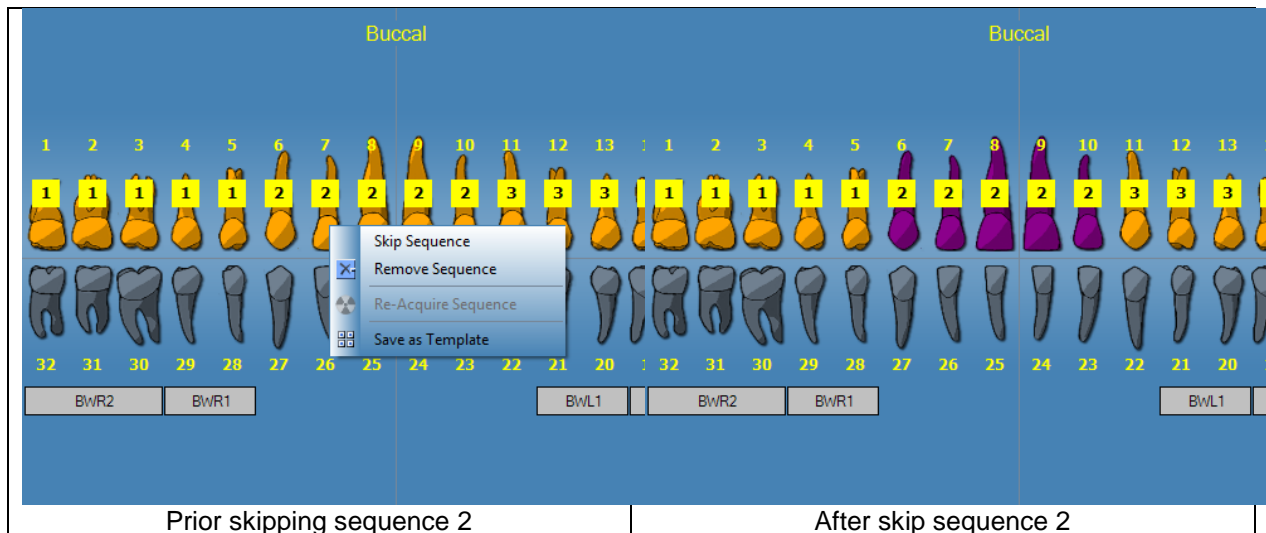 Buccal
1 2 3 4 5 6 7 8 9 10 11 12 13
1 1 1 1 1 2 2 2 2 2 3 3 3
Skip Sequence
Remove Sequence
Re-Acquire Sequence
Save as Template
32 31 30 29 28 27 26 25 24 23 22 21 20
BWR2 BWR1 BWL1
Prior skipping sequence 2
Buccal
1 2 3 4 5 6 7 8 9 10 11 12 13
1 1 1 1 1 2 2 2 2 2 3 3 3
32 31 30 29 28 27 26 25 24 23 22 21 20
BWR2 BWR1 BWL1
After skip sequence 2